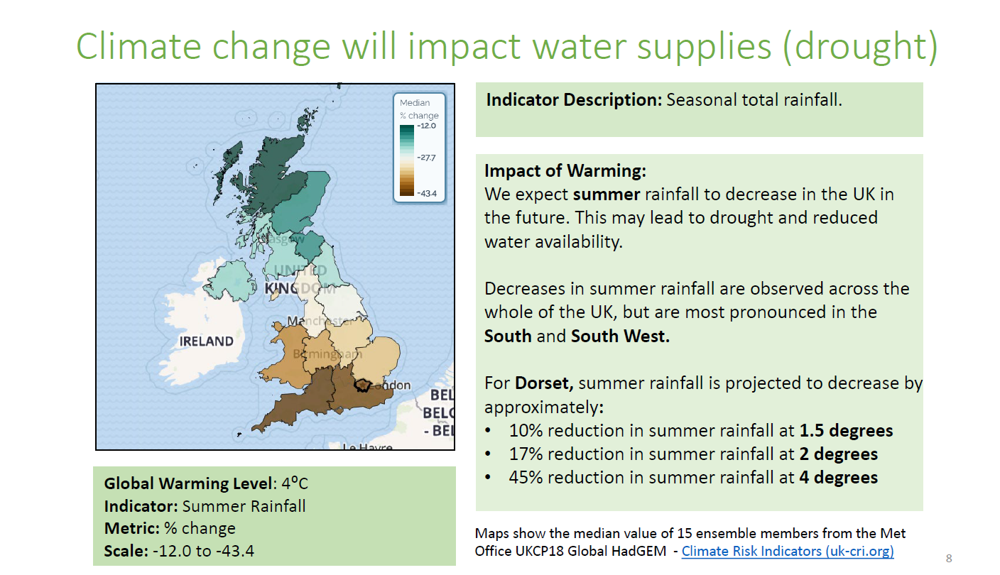 Climate change will impact water supplies (drought)
Median
% change
-12.0
-27.7
-43.4
Glasgow
UNITED
KINGDOM
Manchester
IRELAND
Birmingham
London
BEL
BELG
- BEL
Le Havre
Global Warming Level: 4⁰C
Indicator: Summer Rainfall
Metric: % change
Scale: -12.0 to -43.4
Indicator Description: Seasonal total rainfall.
Impact of Warming:
We expect summer rainfall to decrease in the UK in
the future. This may lead to drought and reduced
water availability.
Decreases in summer rainfall are observed across the
whole of the UK, but are most pronounced in the
South and South West.
For Dorset, summer rainfall is projected to decrease by
approximately:
• 10% reduction in summer rainfall at 1.5 degrees
• 17% reduction in summer rainfall at 2 degrees
• 45% reduction in summer rainfall at 4 degrees
Maps show the median value of 15 ensemble members from the Met
Office UKCP18 Global HadGEM - Climate Risk Indicators (uk-cri.org)
8